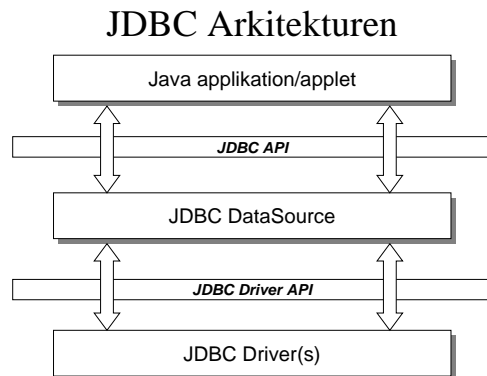 JDBC Arkitekturen
Java applikation/applet
JDBC API
JDBC DataSource
JDBC Driver API
JDBC Driver(s)